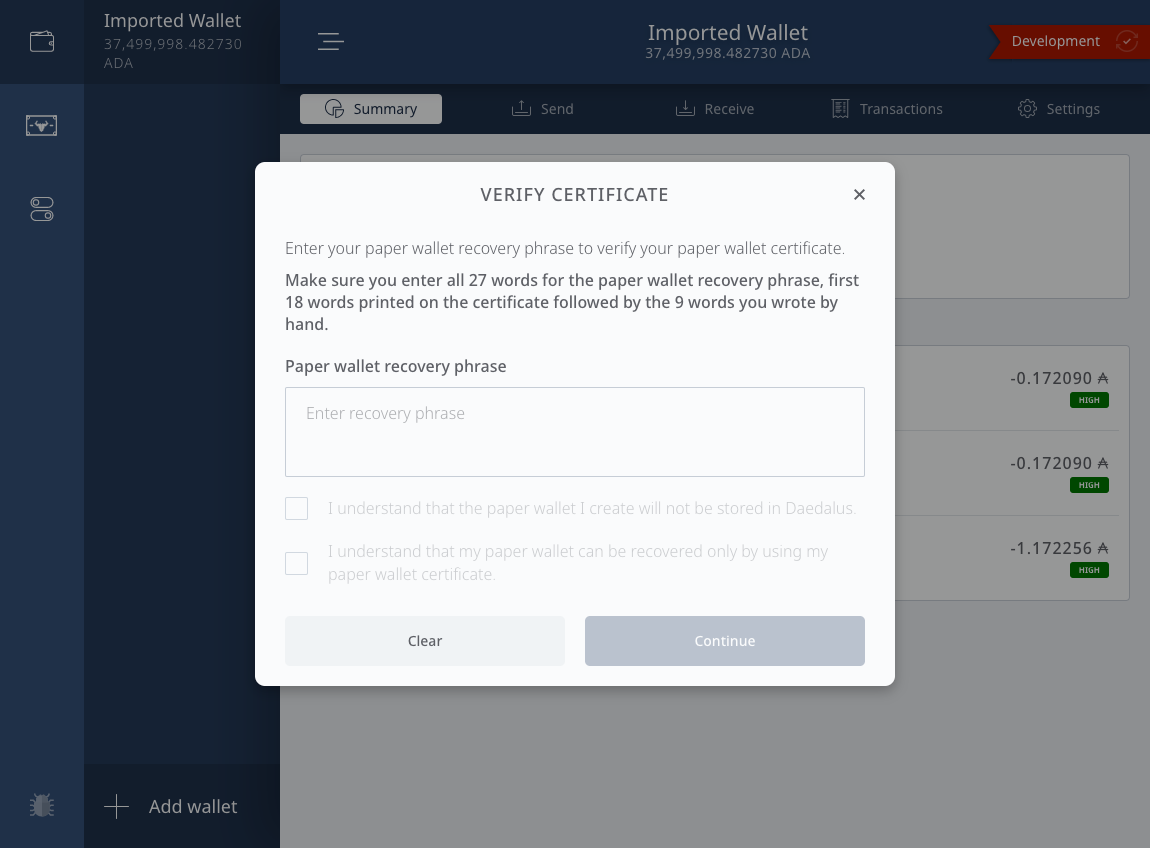 Imported Wallet
37,499,998.482730
ADA
Imported Wallet
37,499,998.482730 ADA
Development
Summary
Send
Receive
Transactions
Settings
VERIFY CERTIFICATE
Enter your paper wallet recovery phrase to verify your paper wallet certificate.
Make sure you enter all 27 words for the paper wallet recovery phrase, first
18 words printed on the certificate followed by the 9 words you wrote by
hand.
Paper wallet recovery phrase
Enter recovery phrase
I understand that the paper wallet I create will not be stored in Daedalus.
I understand that my paper wallet can be recovered only by using my
paper wallet certificate.
Clear
Continue
-0.172090 ₳
HIGH
-0.172090 ₳
HIGH
-1.172256 ₳
HIGH
Add wallet